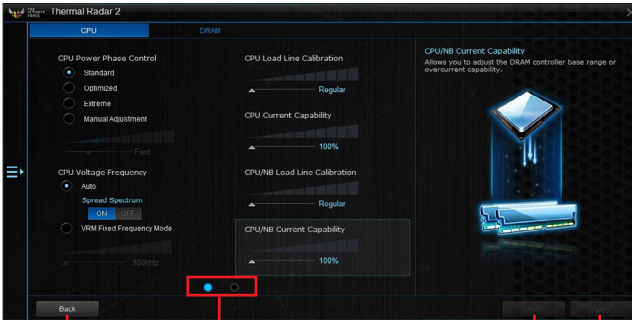 THE ULTIMATE FORCE
Thermal Radar 2
CPU
DRAM
CPU Power Phase Control
Standard
Optimized
Extreme
Manual Adjustment
Fast
CPU Voltage Frequency
Auto
Spread Spectrum
ON
OFF
VRM Fixed Frequency Mode
300kHz
CPU Load Line Calibration
Regular
CPU Current Capability
100%
CPU/NB Load Line Calibration
Regular
CPU/NB Current Capability
100%
CPU/NB Current Capability
Allows you to adjust the DRAM controller base range or
overcurrent capability.
Back